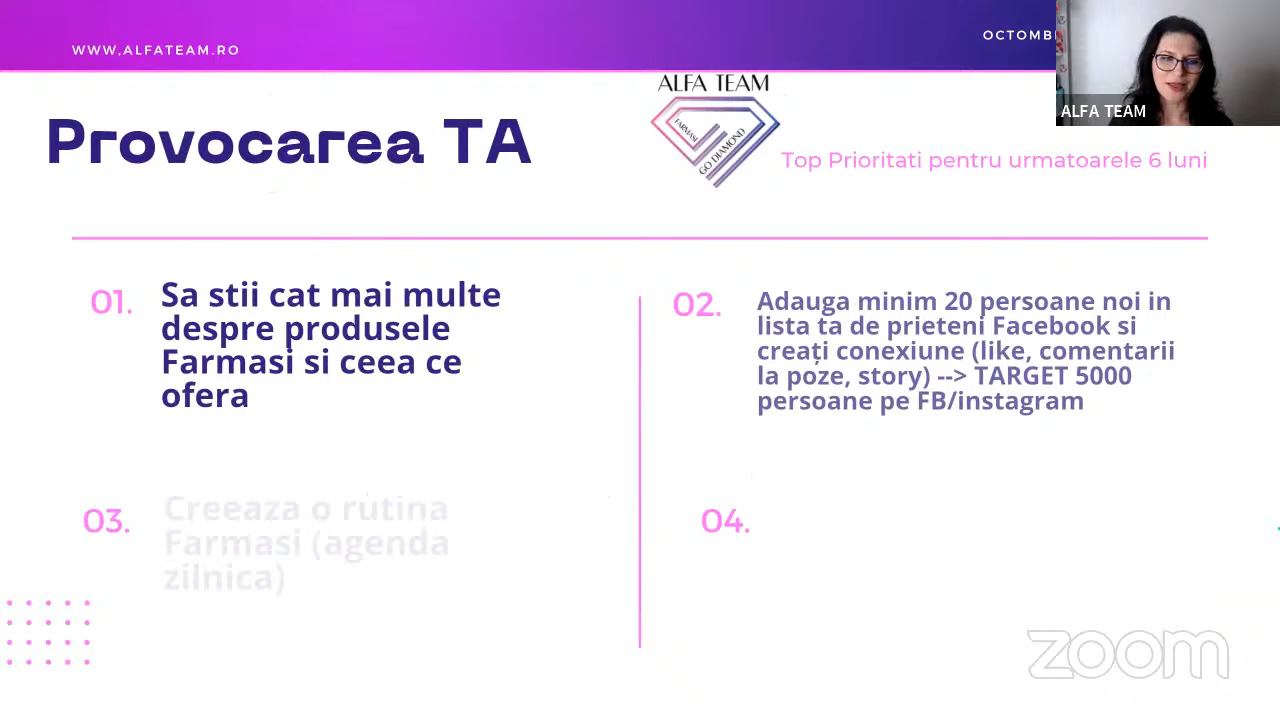 WWW.ALFATEAM.RO
OCTOMB
ALFA TEAM
ALFA TEAM
FARMASI
GO DIAMOND
Provocarea TA
Top Prioritati pentru urmatoarele 6 luni
01.
Sa stii cat mai multe
despre produsele
Farmasi si ceea ce
ofera
02.
Adauga minim 20 persoane noi in
lista ta de prieteni Facebook si
creați conexiune (like, comentarii
la poze, story) --> TARGET 5000
persoane pe FB/instagram
03.
Creeaza o rutina
Farmasi (agenda
zilnica)
04.
zoom